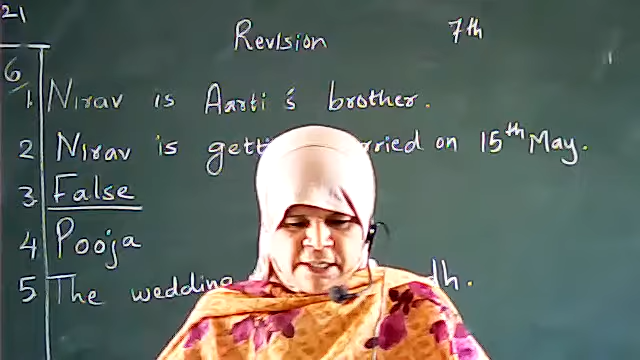 21
Revision 7th
6
1 Nirav is Aarti's brother.
2 Nirav is getti rried on 15th May.
3 False
4 Pooja
5 The wedding dh.